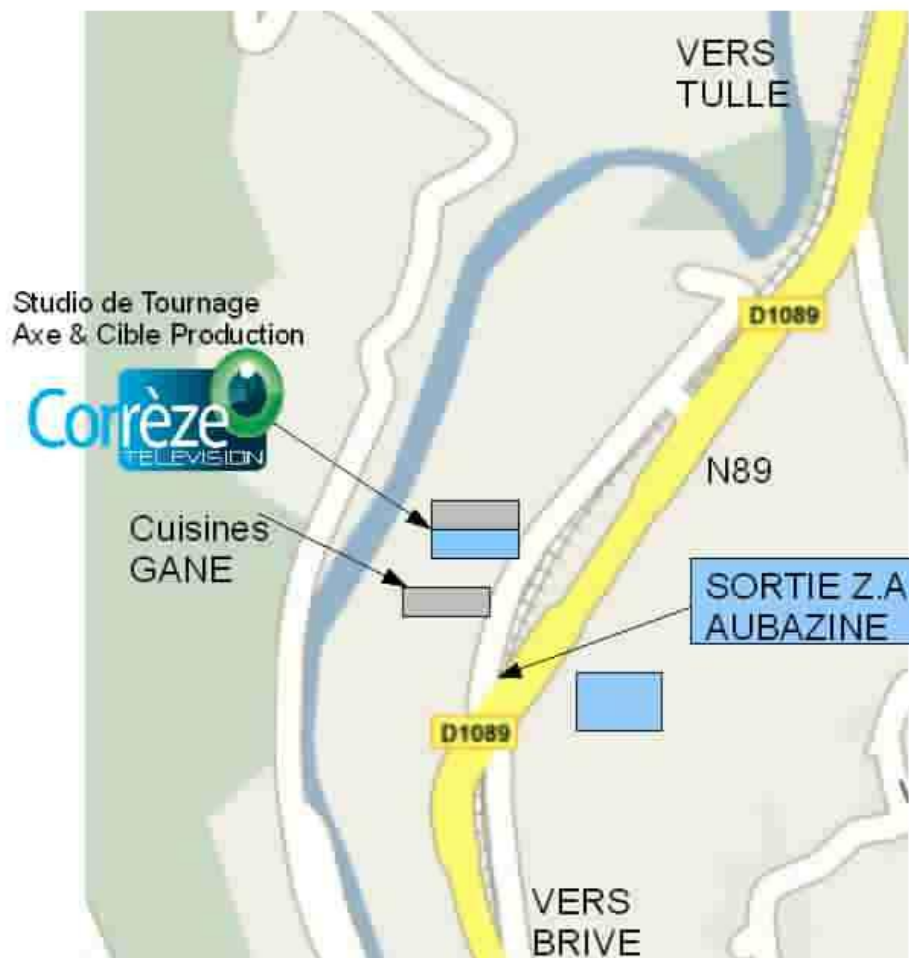 VERS
TULLE
Studio de Tournage
Axe & Cible Production
Corrèze
TELEVISION
D1089
N89
Cuisines
GANE
SORTIE Z.A
AUBAZINE
D1089
VERS
BRIVE